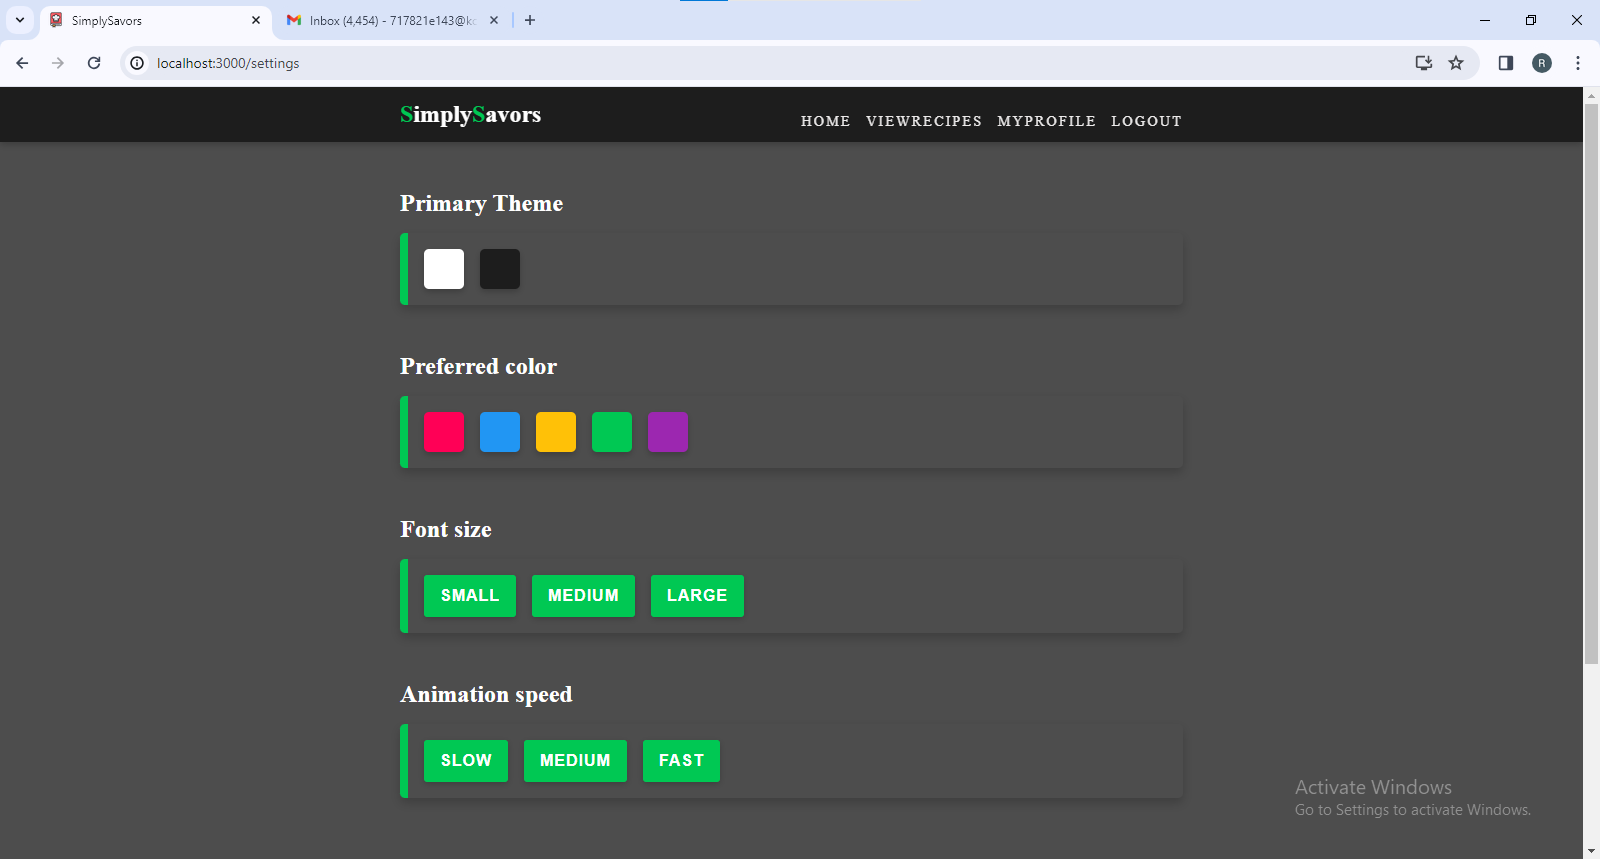 SimplySavors
Inbox (4,454) - 717821e143@kc
localhost:3000/settings
R
SimplySavors
HOME VIEWRECIPES MYPROFILE LOGOUT
Primary Theme
Preferred color
Font size
SMALL MEDIUM LARGE
Animation speed
SLOW MEDIUM FAST
Activate Windows
Go to Settings to activate Windows.